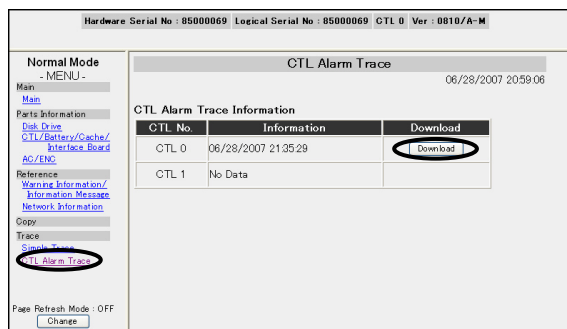 Hardware Serial No : 85000069 Logical Serial No : 85000069 CTL 0 Ver : 0810/A-M
Normal Mode
- MENU -
Main
Main
Parts Information
Disk Drive
CTL/Battery/Cache/
Interface Board
AC/ENC
Reference
Warning Information/
Information Message
Network Information
Copy
Trace
Simple Trace
CTL Alarm Trace
Page Refresh Mode : OFF
Change
CTL Alarm Trace
06/28/2007 20:59:06
CTL Alarm Trace Information
CTL No. Information Download
CTL 0 06/28/2007 21:35:29 Download
CTL 1 No Data